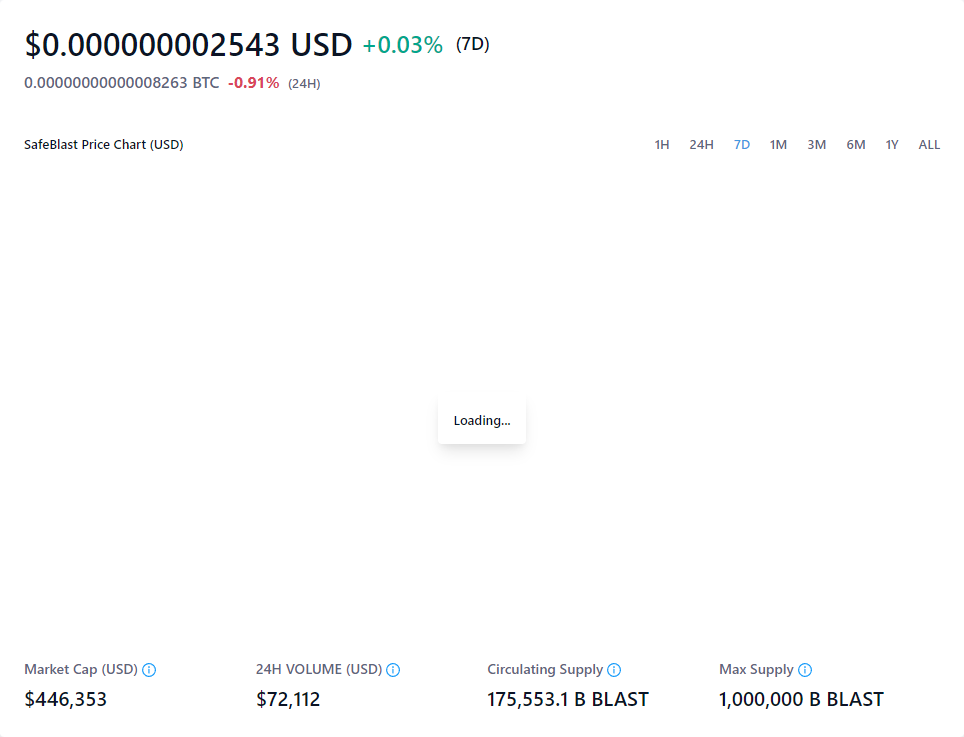 $0.000000002543 USD +0.03% (7D)
0.00000000000008263 BTC -0.91% (24H)
SafeBlast Price Chart (USD) 1H 24H 7D 1M 3M 6M 1Y ALL
Loading...
Market Cap (USD) 24H VOLUME (USD) Circulating Supply Max Supply
$446,353 $72,112 175,553.1 B BLAST 1,000,000 B BLAST